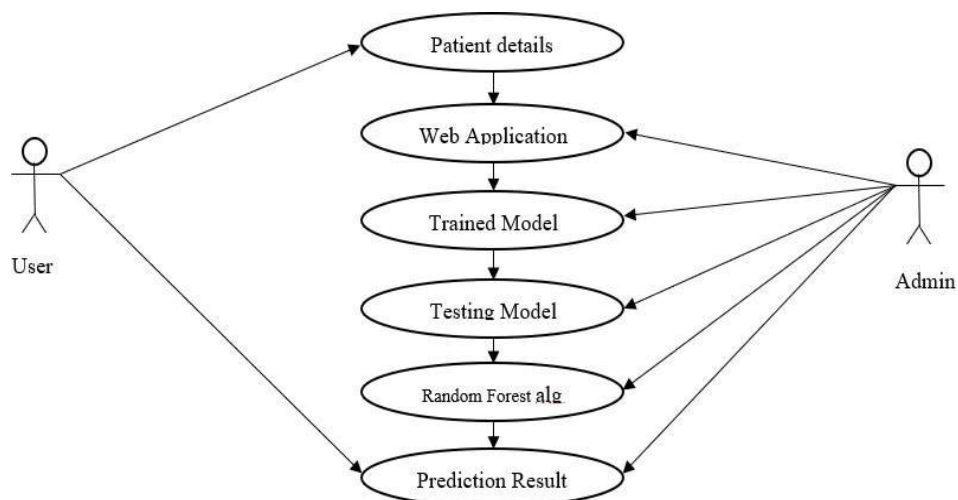 Patient details
Web Application
Trained Model
User
Admin
Testing Model
Random Forest alg
Prediction Result